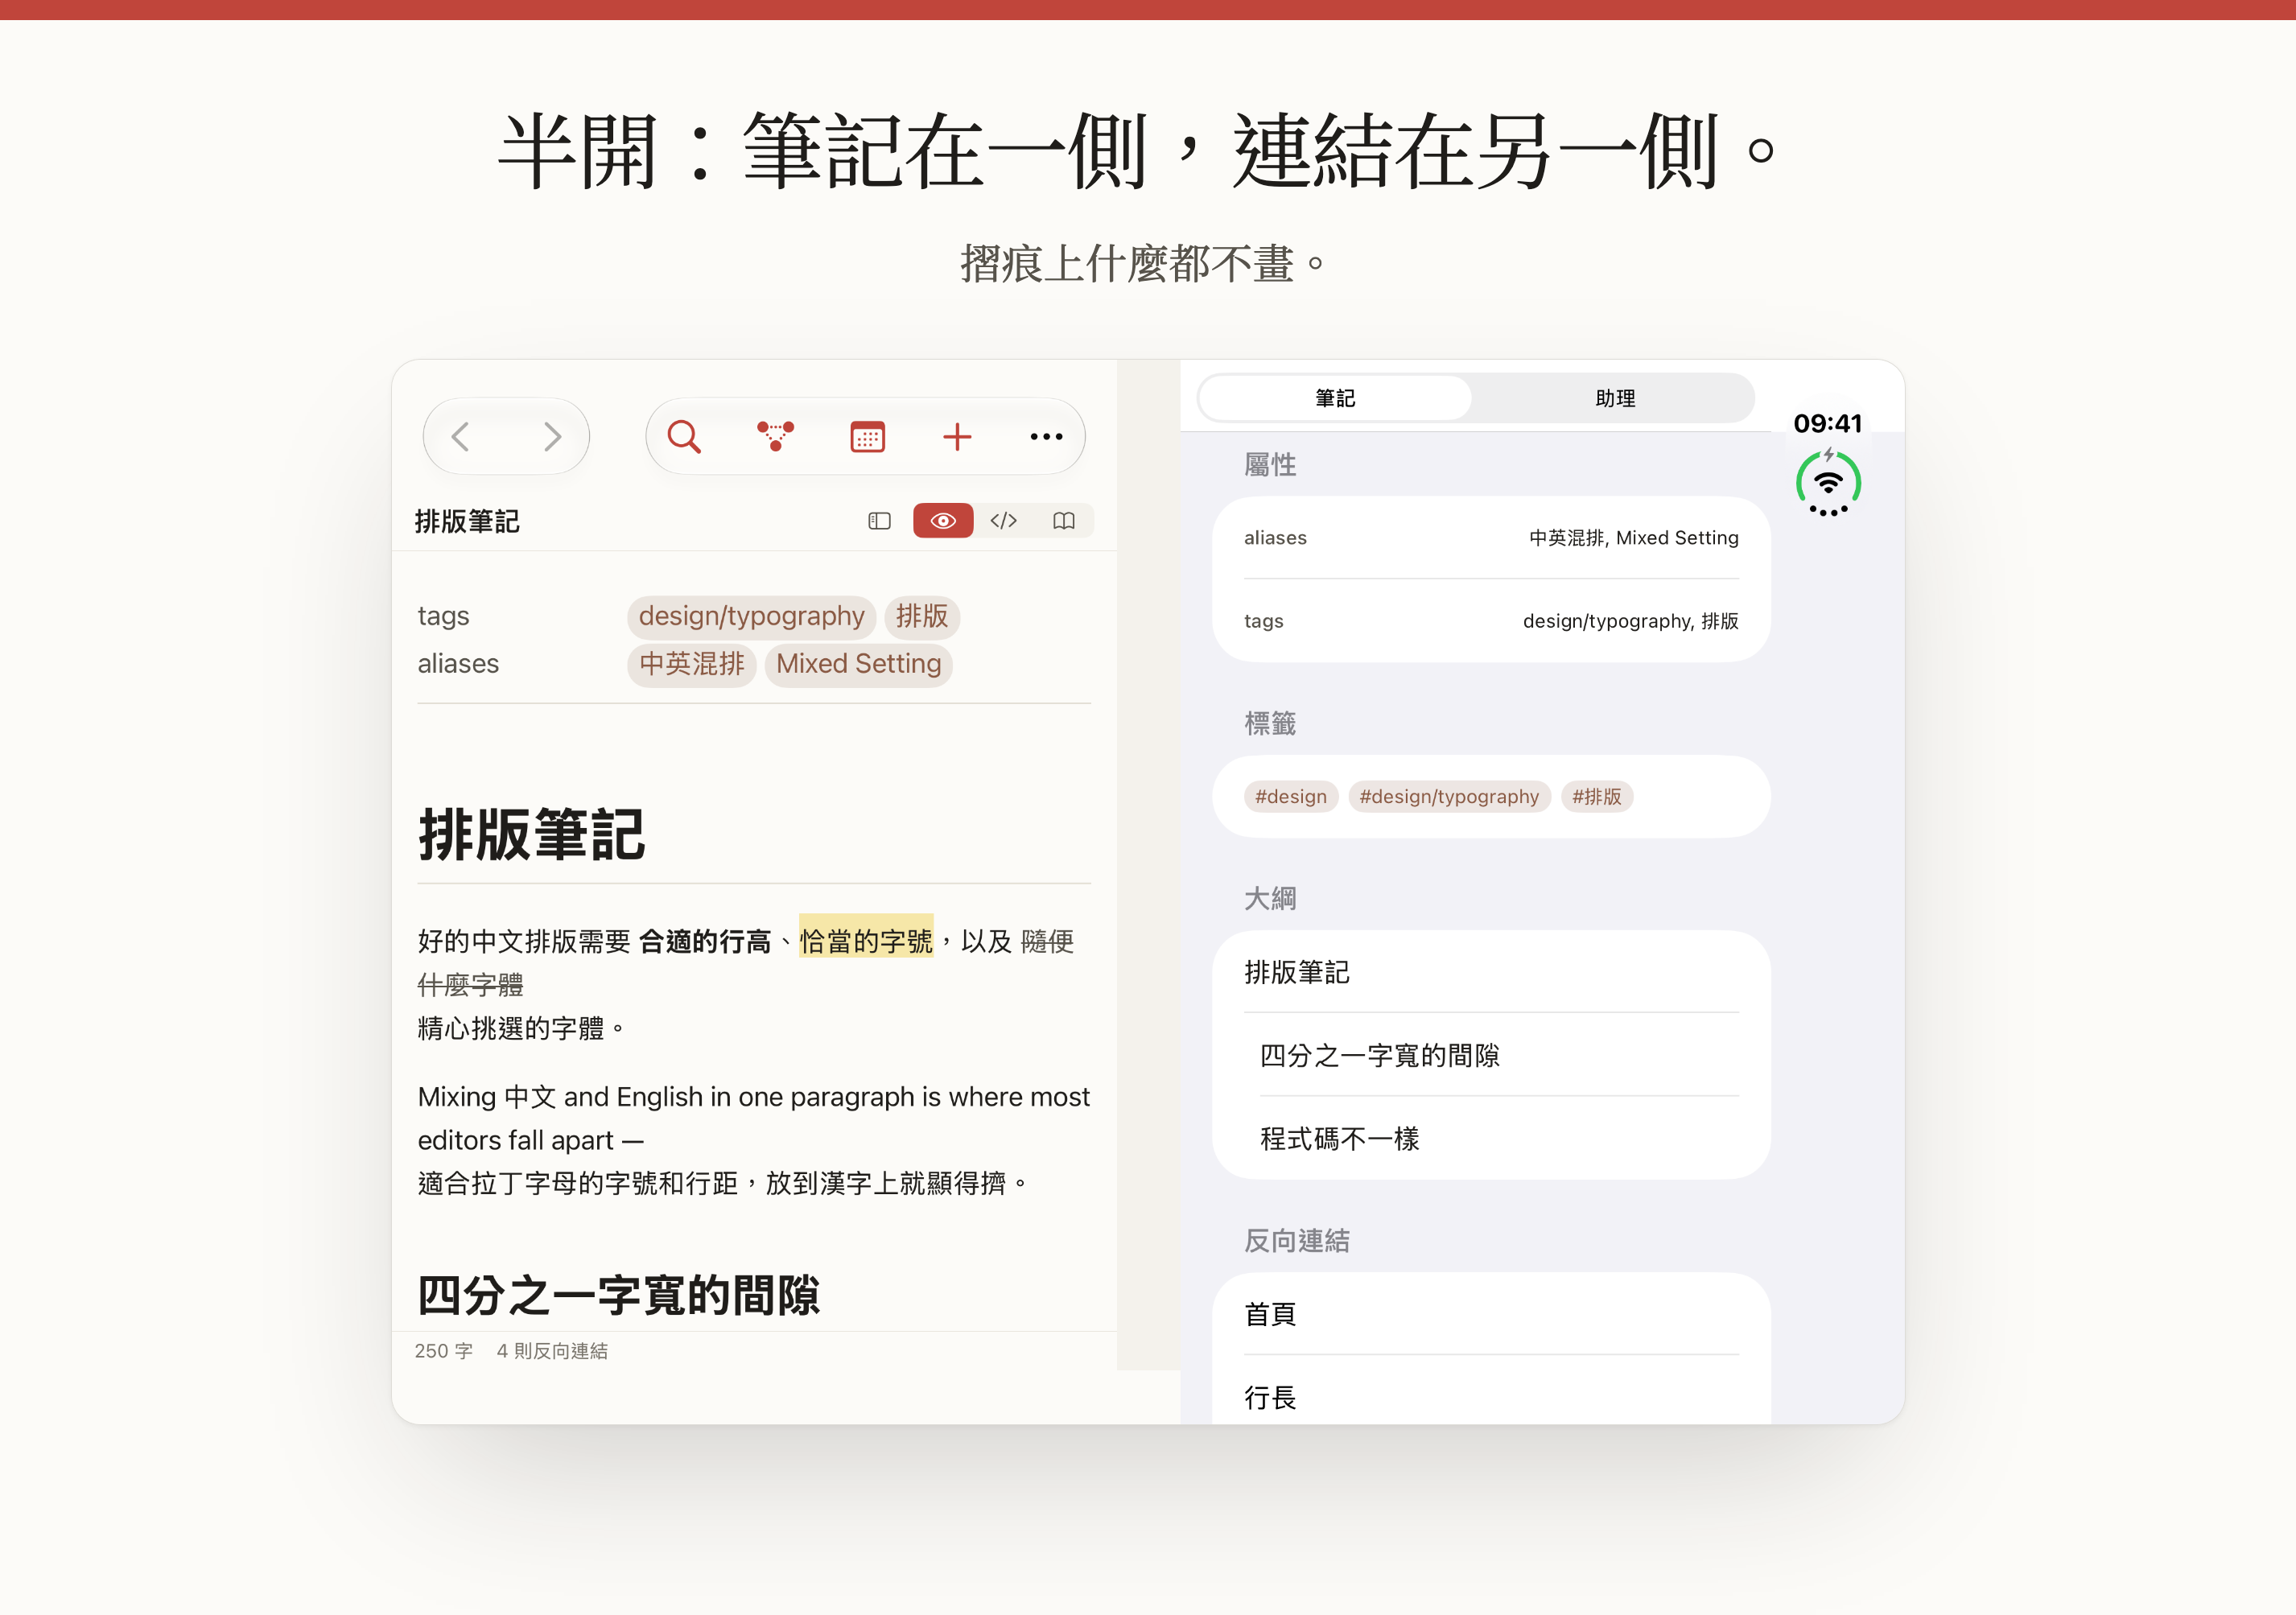 半開：筆記在一側，連結在另一側。
摺痕上什麼都不畫。
排版筆記
tags design/typography 排版
aliases 中英混排 Mixed Setting
排版筆記
好的中文排版需要 合適的行高、恰當的字號，以及 隨便
什麼字體
精心挑選的字體。
Mixing 中文 and English in one paragraph is where most
editors fall apart —
適合拉丁字母的字號和行距，放到漢字上就顯得擠。
四分之一字寬的間隙
250 字 4 則反向連結
筆記 助理
09:41
屬性
aliases 中英混排, Mixed Setting
tags design/typography, 排版
標籤
#design #design/typography #排版
大綱
排版筆記
四分之一字寬的間隙
程式碼不一樣
反向連結
首頁
行長